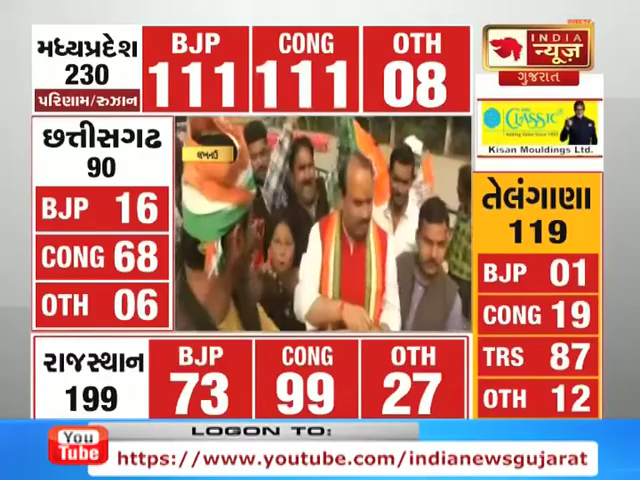 મધ્યપ્રદેશ
230
પરિણામ/રુઝાન
BJP
111
CONG
111
OTH
08
INDIA
न्यूज़
ગુજરાત
CLASSIC
Kisan Mouldings Ltd.
છત્તીસગઢ
90
BJP 16
CONG 68
OTH 06
લખનઉ
તેલંગાણા
119
BJP 01
CONG 19
TRS 87
OTH 12
રાજસ્થાન
199
BJP
73
CONG
99
OTH
27
You
Tube
LOGON TO:
https://www.youtube.com/indianewsgujarat